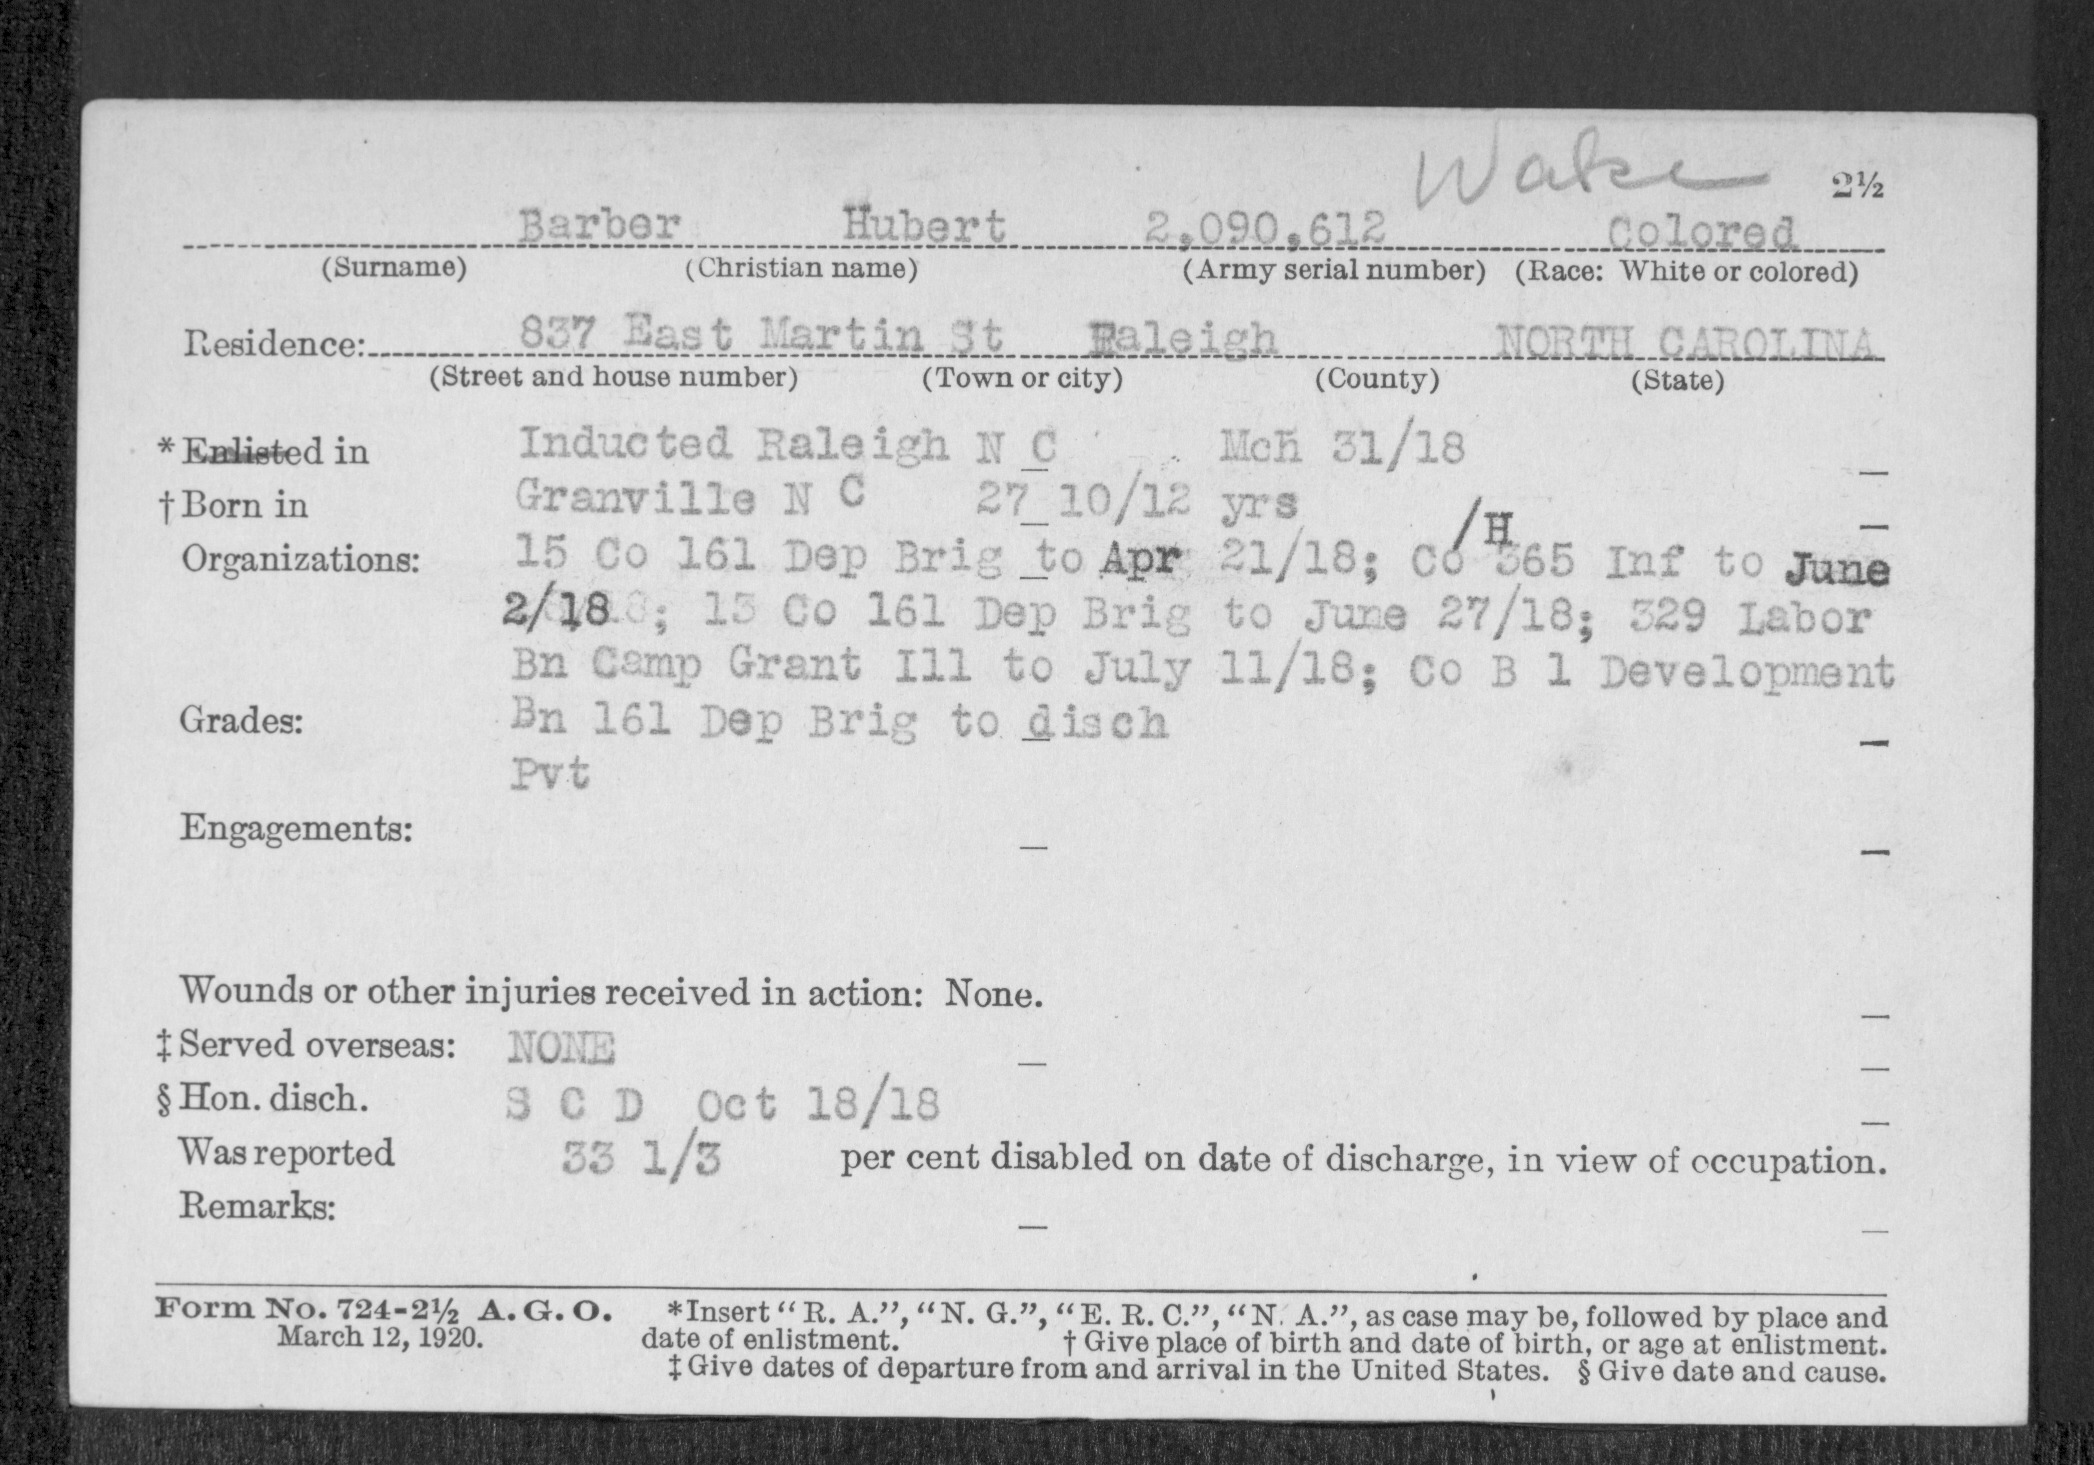 Wake
2½
Barber Hubert 2,090,612 Colored
(Surname) (Christian name) (Army serial number) (Race: White or colored)
Residence: 837 East Martin St Raleigh NORTH CAROLINA
(Street and house number) (Town or city) (County) (State)
* Enlisted in Inducted Raleigh N C Mch 31/18
† Born in Granville N C 27 10/12 yrs
Organizations: 15 Co 161 Dep Brig to Apr 21/18; Co /H 365 Inf to June
2/18; 13 Co 161 Dep Brig to June 27/18; 329 Labor
Bn Camp Grant Ill to July 11/18; Co B 1 Development
Grades: Bn 161 Dep Brig to disch
Pvt
Engagements:
Wounds or other injuries received in action: None.
‡ Served overseas: NONE
§ Hon. disch. S C D Oct 18/18
Was reported 33 1/3 per cent disabled on date of discharge, in view of occupation.
Remarks:
Form No. 724-2½ A. G. O. *Insert "R. A.", "N. G.", "E. R. C.", "N. A.", as case may be, followed by place and
March 12, 1920. date of enlistment. † Give place of birth and date of birth, or age at enlistment.
‡ Give dates of departure from and arrival in the United States. § Give date and cause.